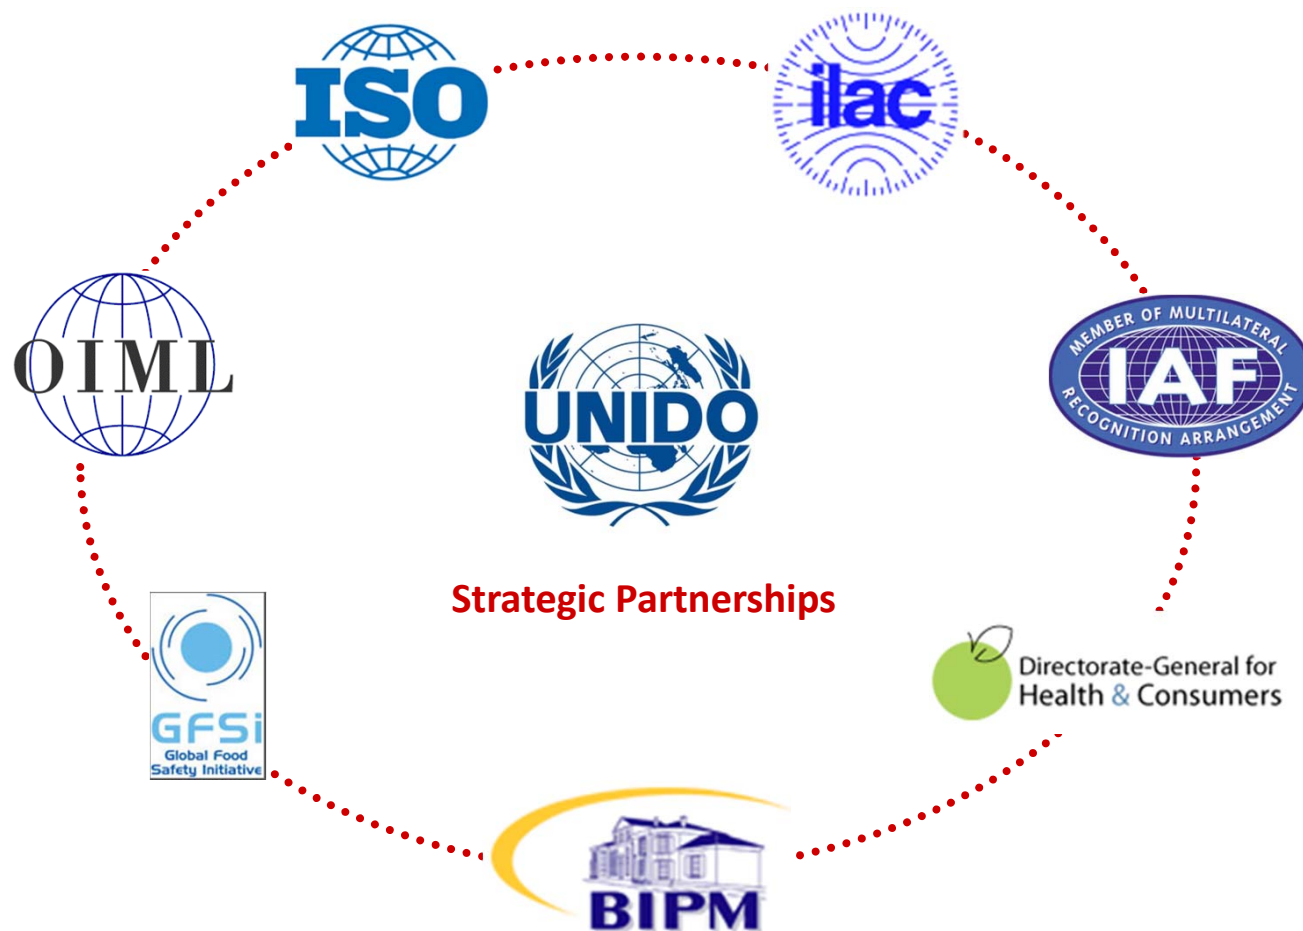 ISO
ilac
OIML
MEMBER OF MULTILATERAL
IAF
RECOGNITION ARRANGEMENT
UNIDO
Strategic Partnerships
GFSi
Global Food
Safety Initiative
Directorate-General for
Health & Consumers
BIPM